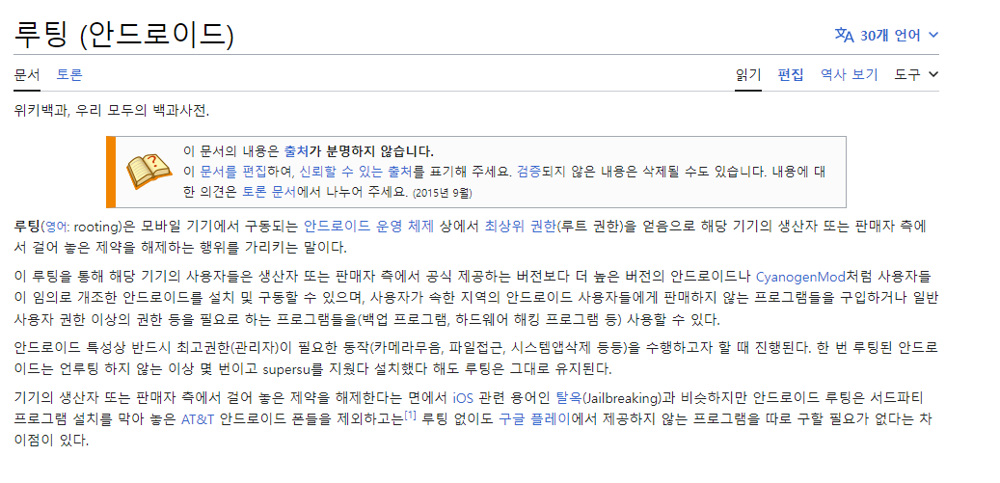 루팅 (안드로이드)
30개 언어
문서 토론 읽기 편집 역사 보기 도구
위키백과, 우리 모두의 백과사전.
이 문서의 내용은 출처가 분명하지 않습니다.
이 문서를 편집하여, 신뢰할 수 있는 출처를 표기해 주세요. 검증되지 않은 내용은 삭제될 수도 있습니다. 내용에 대
한 의견은 토론 문서에서 나누어 주세요. (2015년 9월)
루팅(영어: rooting)은 모바일 기기에서 구동되는 안드로이드 운영 체제 상에서 최상위 권한(루트 권한)을 얻음으로 해당 기기의 생산자 또는 판매자 측에
서 걸어 놓은 제약을 해제하는 행위를 가리키는 말이다.
이 루팅을 통해 해당 기기의 사용자들은 생산자 또는 판매자 측에서 공식 제공하는 버전보다 더 높은 버전의 안드로이드나 CyanogenMod처럼 사용자들
이 임의로 개조한 안드로이드를 설치 및 구동할 수 있으며, 사용자가 속한 지역의 안드로이드 사용자들에게 판매하지 않는 프로그램들을 구입하거나 일반
사용자 권한 이상의 권한 등을 필요로 하는 프로그램들을(백업 프로그램, 하드웨어 해킹 프로그램 등) 사용할 수 있다.
안드로이드 특성상 반드시 최고권한(관리자)이 필요한 동작(카메라무음, 파일접근, 시스템앱삭제 등등)을 수행하고자 할 때 진행된다. 한 번 루팅된 안드로
이드는 언루팅 하지 않는 이상 몇 번이고 supersu를 지웠다 설치했다 해도 루팅은 그대로 유지된다.
기기의 생산자 또는 판매자 측에서 걸어 놓은 제약을 해제한다는 면에서 iOS 관련 용어인 탈옥(Jailbreaking)과 비슷하지만 안드로이드 루팅은 서드파티
프로그램 설치를 막아 놓은 AT&T 안드로이드 폰들을 제외하고는[1] 루팅 없이도 구글 플레이에서 제공하지 않는 프로그램을 따로 구할 필요가 없다는 차
이점이 있다.